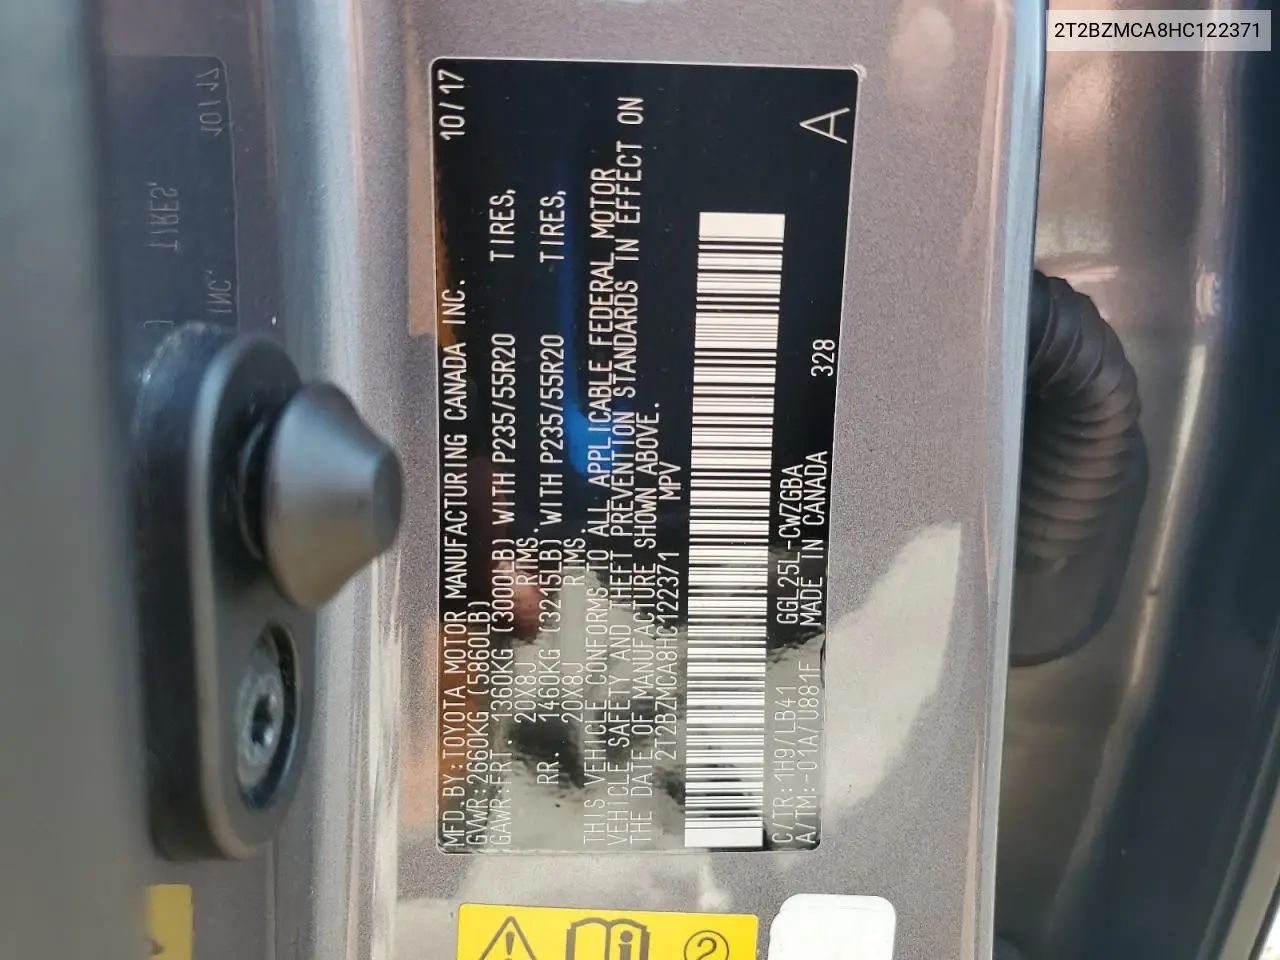 2T2BZMCA8HC122371
MFD. BY: TOYOTA MOTOR MANUFACTURING CANADA INC. 10/17
GVWR: 2660KG (5860LB)
GAWR: FRT. 1360KG (3000LB) WITH P235/55R20 TIRES,
20X8J RIMS.
RR. 1460KG (3215LB) WITH P235/55R20 TIRES,
20X8J RIMS.
THIS VEHICLE CONFORMS TO ALL APPLICABLE FEDERAL MOTOR
VEHICLE SAFETY AND THEFT PREVENTION STANDARDS IN EFFECT ON
THE DATE OF MANUFACTURE SHOWN ABOVE.
2T2BZMCA8HC122371 MPV
A
C/TR: 1H9/LB41 GGL25L-CWZGBA
A/TM: -01A/U881F MADE IN CANADA 328